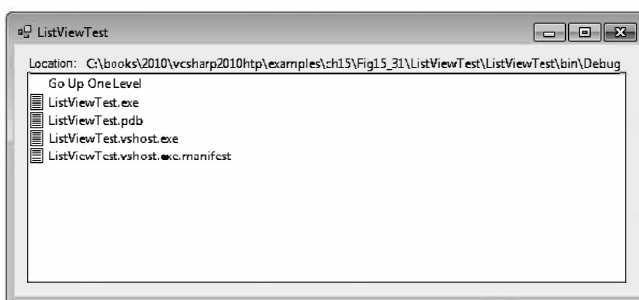 ListViewTest
Location: C:\books\2010\vcsharp2010htp\examples\ch15\Fig15_31\ListViewTest\ListViewTest\bin\Debug
Go Up One Level
ListViewTest.exe
ListViewTest.pdb
ListViewTest.vshost.exe
ListViewTest.vshost.exe.manifest